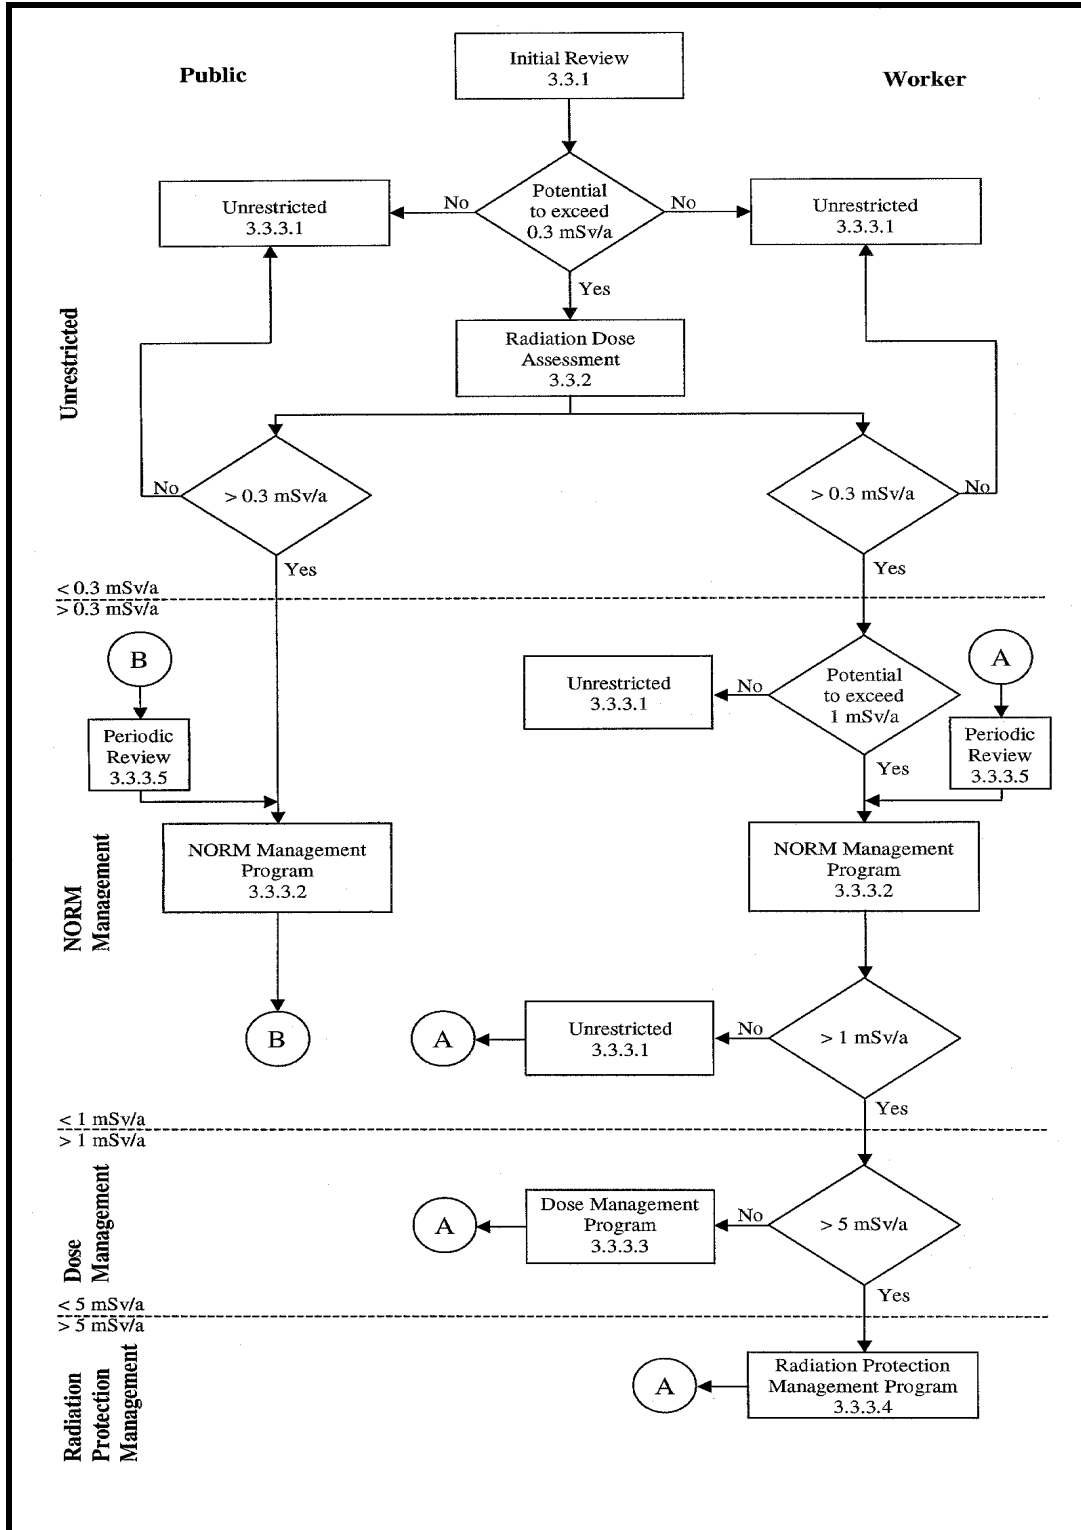 Public
Initial Review
3.3.1
Worker
Unrestricted
3.3.3.1
No
Potential
to exceed
0.3 mSv/a
No
Unrestricted
3.3.3.1
Yes
Radiation Dose
Assessment
3.3.2
Unrestricted
No
> 0.3 mSv/a
Yes
> 0.3 mSv/a
No
Yes
< 0.3 mSv/a
> 0.3 mSv/a
B
Periodic
Review
3.3.3.5
Unrestricted
3.3.3.1
No
Potential
to exceed
1 mSv/a
Yes
A
Periodic
Review
3.3.3.5
NORM
Management
NORM Management
Program
3.3.3.2
NORM Management
Program
3.3.3.2
B
A
Unrestricted
3.3.3.1
No
> 1 mSv/a
Yes
< 1 mSv/a
> 1 mSv/a
Dose
Management
A
Dose Management
Program
3.3.3.3
No
> 5 mSv/a
Yes
< 5 mSv/a
> 5 mSv/a
Radiation
Protection
Management
A
Radiation Protection
Management Program
3.3.3.4